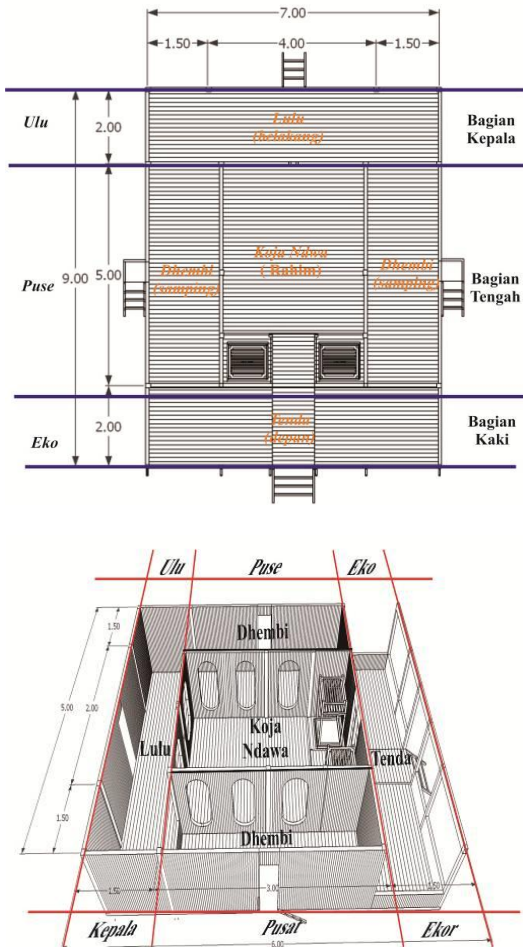 7.00
1.50 4.00 1.50
Ulu
2.00
Lulu
(belakang)
Bagian
Kepala
Puse
9.00
5.00
Dhembi
(samping)
Koja Ndwa
( Rahim)
Dhembi
(samping)
Bagian
Tengah
Eko
2.00
Tenda
(depan)
Bagian
Kaki
Ulu Puse Eko
1.50
Dhembi
5.00
2.00
Koja
Ndawa
Lulu
Tenda
1.50
Dhembi
1.50 3.00 1.50
Kepala Pusat Ekor
6.00